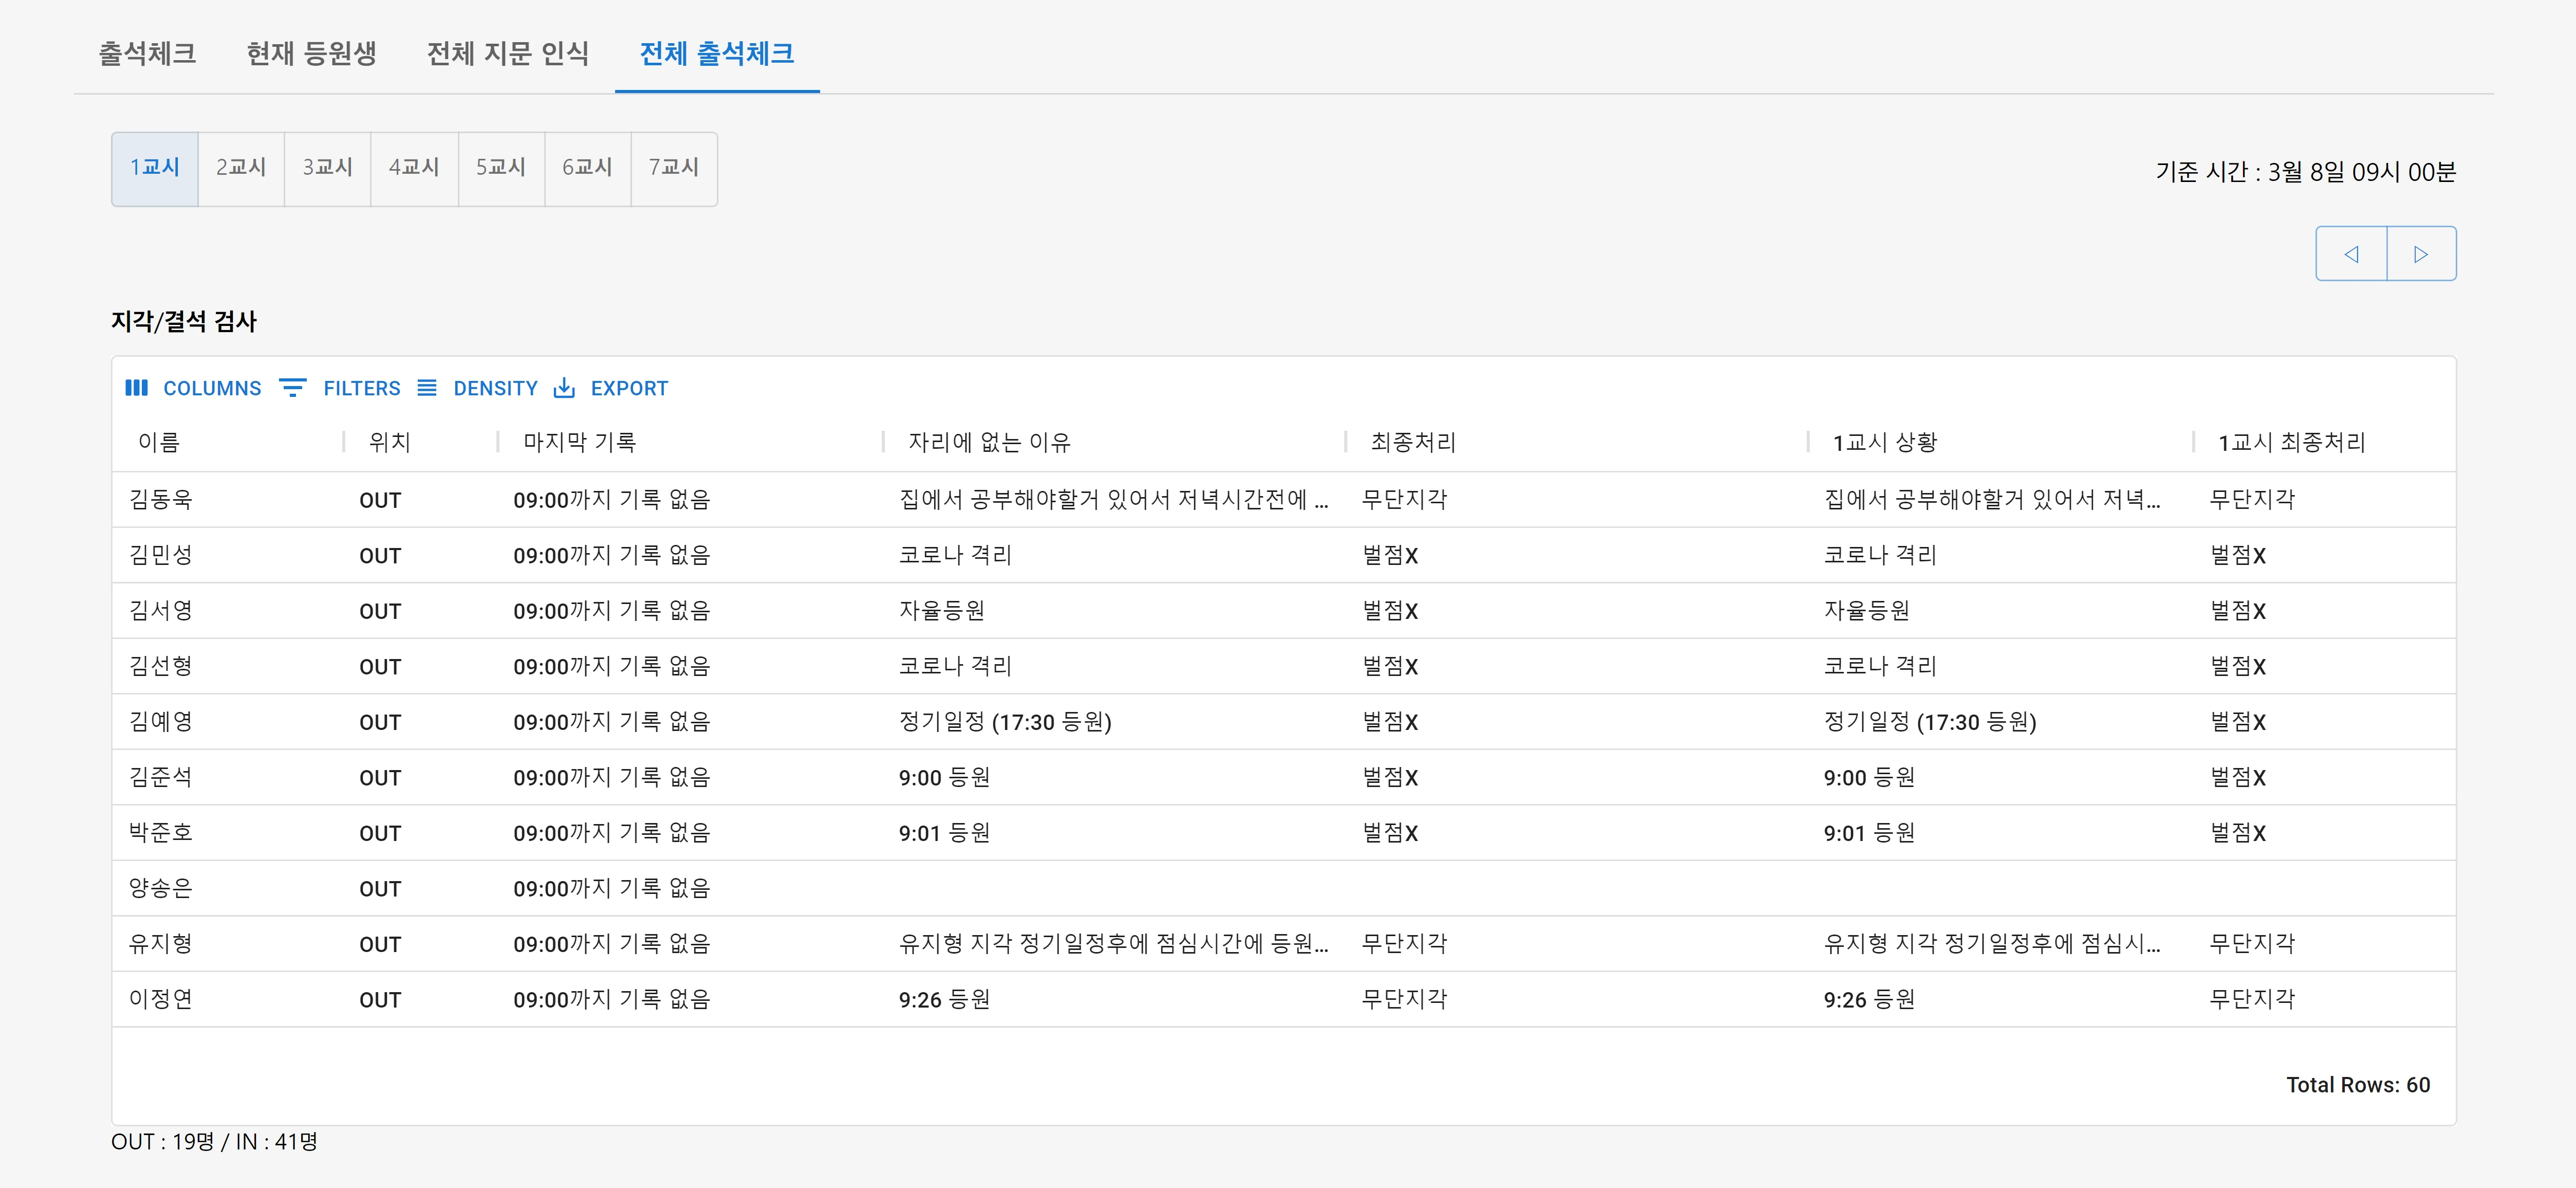 출석체크 현재 등원생 전체 지문 인식 전체 출석체크
1교시 2교시 3교시 4교시 5교시 6교시 7교시
기준 시간 : 3월 8일 09시 00분
지각/결석 검사
COLUMNS FILTERS DENSITY EXPORT
이름 위치 마지막 기록 자리에 없는 이유 최종처리 1교시 상황 1교시 최종처리
김동욱 OUT 09:00까지 기록 없음 집에서 공부해야할거 있어서 저녁시간전에 ... 무단지각 집에서 공부해야할거 있어서 저녁... 무단지각
김민성 OUT 09:00까지 기록 없음 코로나 격리 벌점X 코로나 격리 벌점X
김서영 OUT 09:00까지 기록 없음 자율등원 벌점X 자율등원 벌점X
김선형 OUT 09:00까지 기록 없음 코로나 격리 벌점X 코로나 격리 벌점X
김예영 OUT 09:00까지 기록 없음 정기일정 (17:30 등원) 벌점X 정기일정 (17:30 등원) 벌점X
김준석 OUT 09:00까지 기록 없음 9:00 등원 벌점X 9:00 등원 벌점X
박준호 OUT 09:00까지 기록 없음 9:01 등원 벌점X 9:01 등원 벌점X
양송은 OUT 09:00까지 기록 없음
유지형 OUT 09:00까지 기록 없음 유지형 지각 정기일정후에 점심시간에 등원... 무단지각 유지형 지각 정기일정후에 점심시... 무단지각
이정연 OUT 09:00까지 기록 없음 9:26 등원 무단지각 9:26 등원 무단지각
Total Rows: 60
OUT : 19명 / IN : 41명